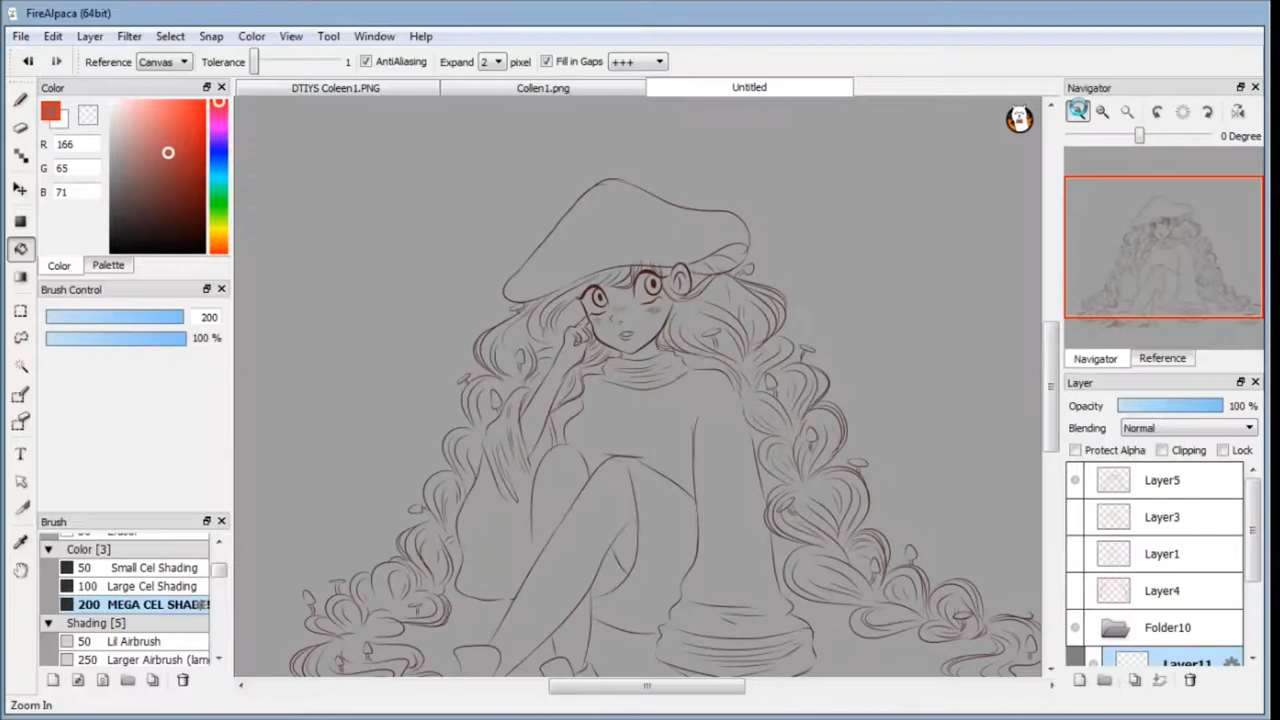 FireAlpaca (64bit)
File Edit Layer Filter Select Snap Color View Tool Window Help
Reference Canvas Tolerance 1 AntiAliasing Expand 2 pixel Fill in Gaps +++
Color
DTIYS Coleen1.PNG Collen1.png Untitled
Navigator
R 166
G 65
B 71
0 Degree
Color Palette
Brush Control
200
100 %
Navigator Reference
Layer
Opacity 100 %
Blending Normal
Protect Alpha Clipping Lock
Layer5
Layer3
Layer1
Layer4
Folder10
Layer11
Brush
Color [3]
50 Small Cel Shading
100 Large Cel Shading
200 MEGA CEL SHAD
Shading [5]
50 Lil Airbrush
250 Larger Airbrush (lam
T
Zoom In